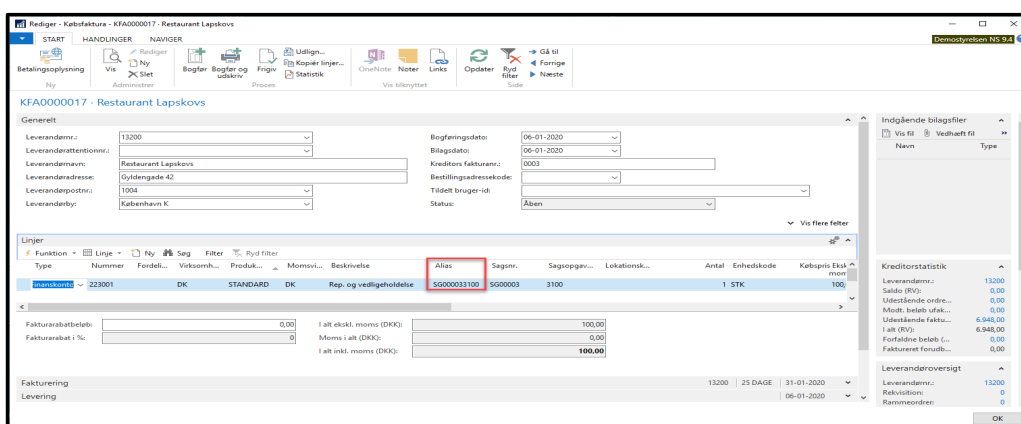 Rediger - Købsfaktura - KFA0000017 · Restaurant Lapskovs
START HANDLINGER NAVIGER
Demostyrelsen NS 9.4
Betalingsoplysning
Vis
Rediger
Ny
Slet
Bogfør
Bogfør og udskriv
Frigiv
Udlign...
Kopiér linjer...
Statistik
OneNote
Noter
Links
Opdater
Ryd filter
Gå til
Forrige
Næste
Ny Administrer Proces Vis tilknyttet Side
KFA0000017 · Restaurant Lapskovs
Generelt
Leverandørnr.: 13200
Leverandørattentionnr.:
Leverandørnavn: Restaurant Lapskovs
Leverandøradresse: Gyldengade 42
Leverandørpostnr.: 1004
Leverandørby: København K
Bogføringsdato: 06-01-2020
Bilagsdato: 06-01-2020
Kreditors fakturanr.: 0003
Bestillingsadressekode:
Tildelt bruger-id:
Status: Åben
Vis flere felter
Linjer
Funktion Linje Ny Søg Filter Ryd filter
Type Nummer Fordeli... Virksomh... Produk... Momsvi... Beskrivelse Alias Sagsnr. Sagsopgav... Lokationsk... Antal Enhedskode Købspris Ekskl
mom
Finanskonto 223001 DK STANDARD DK Rep. og vedligeholdelse SG000033100 SG00003 3100 1 STK 100,
Fakturarabatbeløb: 0,00
Fakturarabat i %: 0
I alt ekskl. moms (DKK): 100,00
Moms i alt (DKK): 0,00
I alt inkl. moms (DKK): 100,00
Fakturering 13200 25 DAGE 31-01-2020
Levering 06-01-2020
Indgående bilagsfiler
Vis fil Vedhæft fil
Navn Type
Kreditorstatistik
Leverandørnr.: 13200
Saldo (RV): 0,00
Udestående ordre... 0,00
Modt. beløb ufak... 0,00
Udestående faktu... 6.948,00
I alt (RV): 6.948,00
Forfaldne beløb (... 0,00
Faktureret forudb... 0,00
Leverandøroversigt
Leverandørnr.: 13200
Rekvisition: 0
Rammeordrer: 0
OK